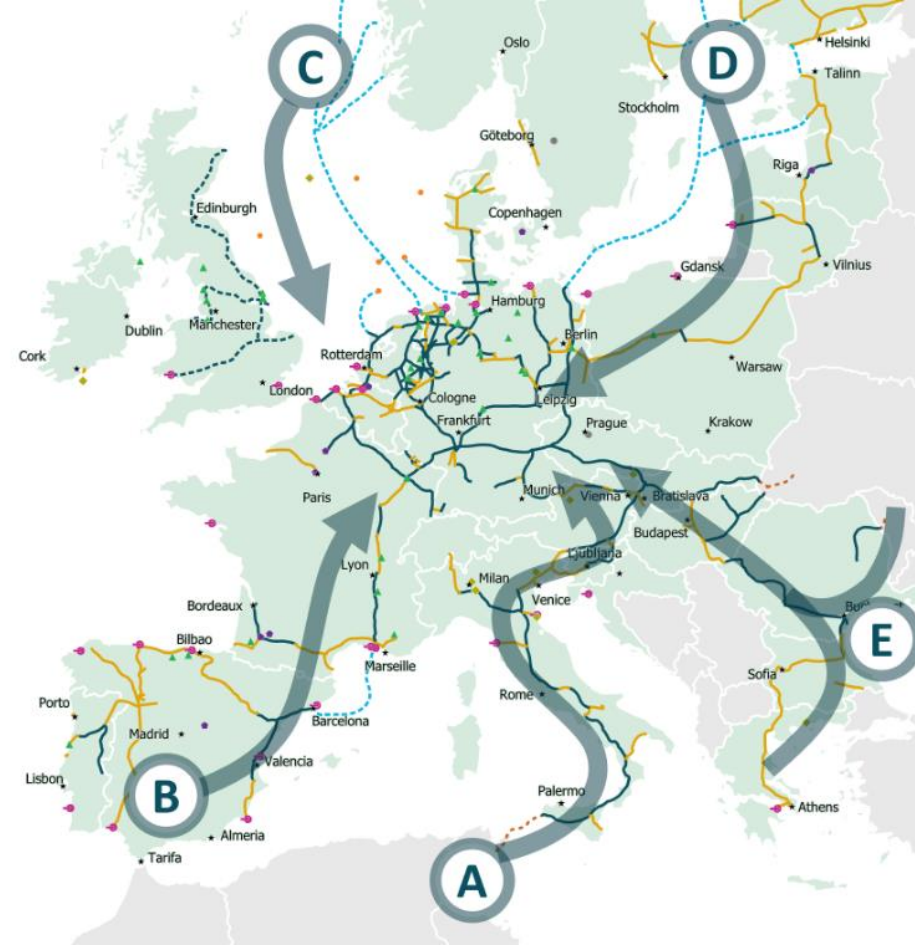 Oslo
Helsinki
C
D
Talinn
Stockholm
Göteborg
Riga
Edinburgh
Copenhagen
Gdansk
Vilnius
Hamburg
Manchester
Dublin
Berlin
Rotterdam
Cork
Warsaw
London
Cologne
Leipzig
Frankfurt
Prague
Krakow
Paris
Munich
Vienna
Bratislava
Budapest
Ljubljana
Lyon
Milan
Venice
Bordeaux
Bilbao
E
Marseille
Sofia
Rome
Porto
Barcelona
Madrid
Valencia
Lisbon
B
Palermo
Athens
Almeria
Tarifa
A